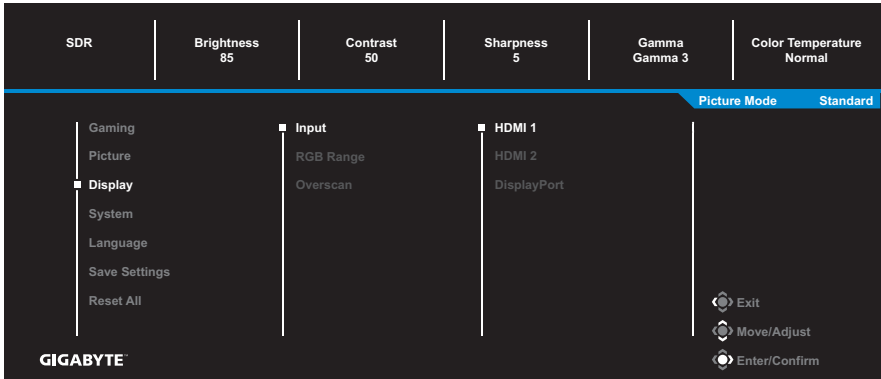 SDR
Brightness
85
Contrast
50
Sharpness
5
Gamma
Gamma 3
Color Temperature
Normal
Picture Mode Standard
Gaming
Picture
Display
System
Language
Save Settings
Reset All
Input
RGB Range
Overscan
HDMI 1
HDMI 2
DisplayPort
Exit
Move/Adjust
Enter/Confirm
GIGABYTE™